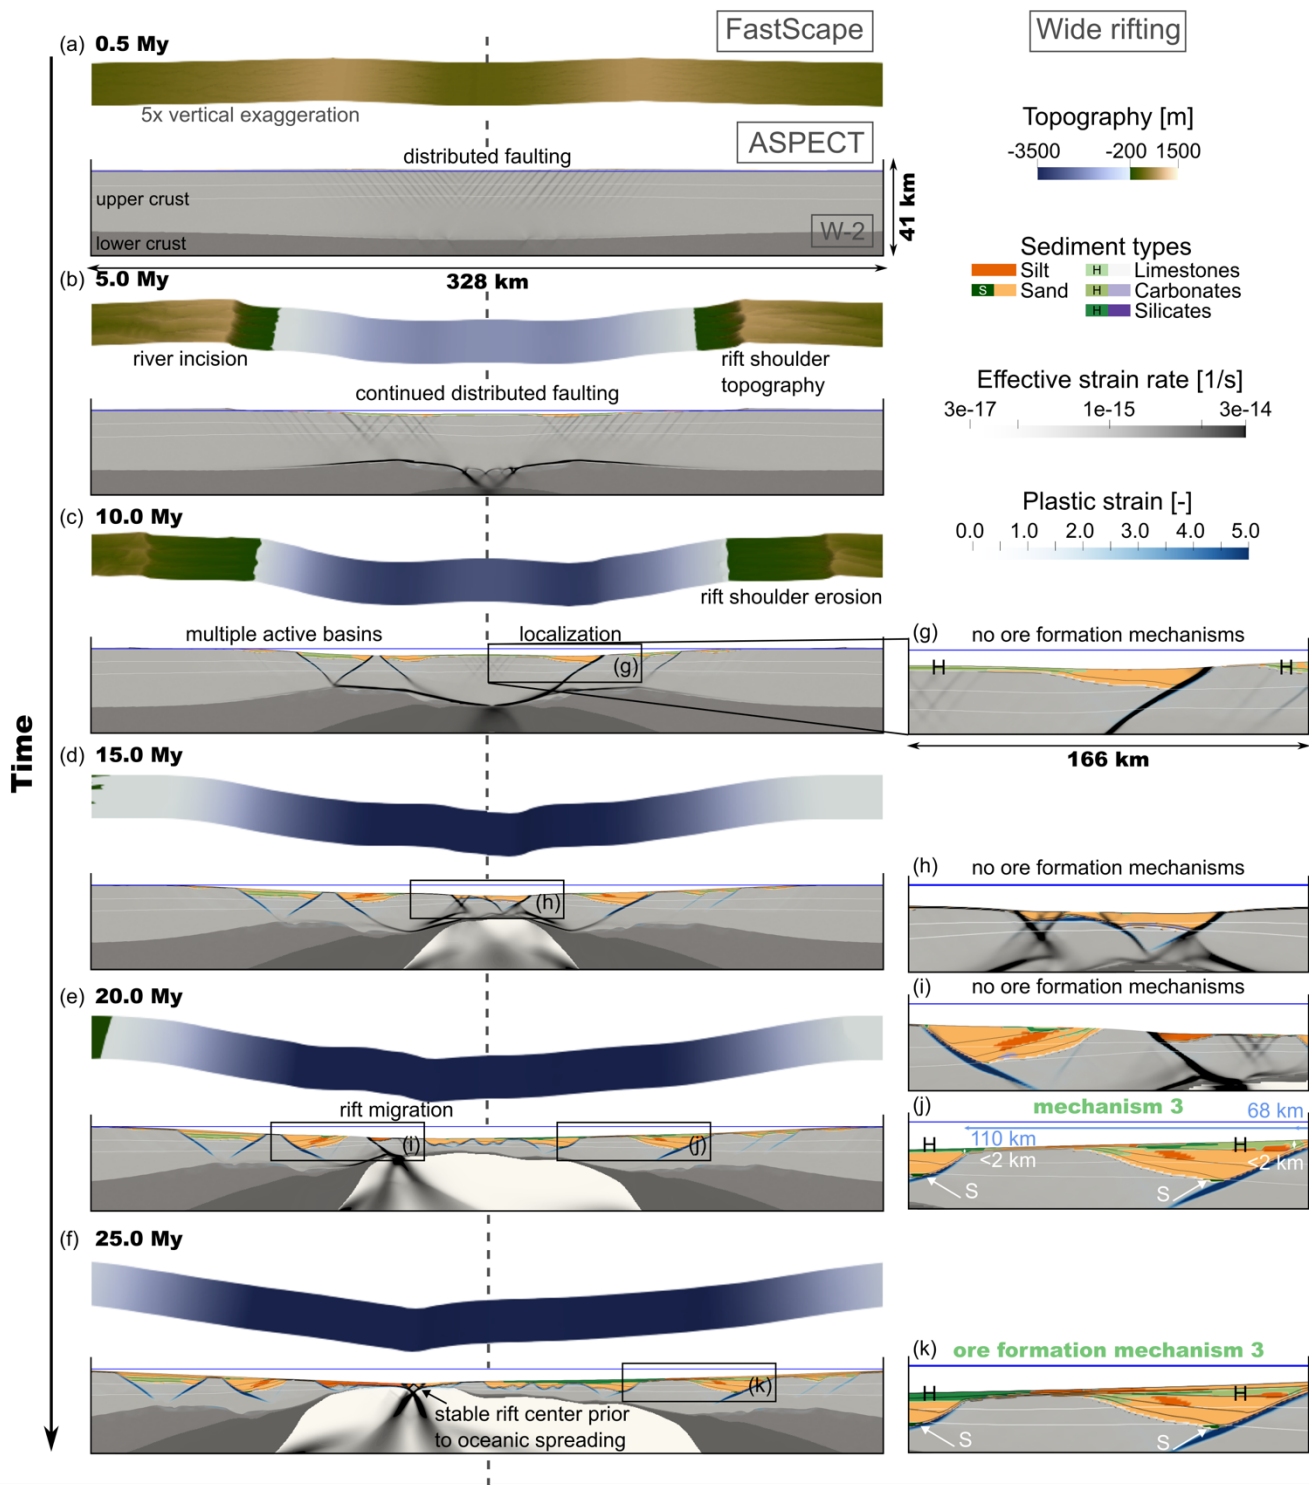 FastScape
Wide rifting
(a) 0.5 My
5x vertical exaggeration
ASPECT
distributed faulting
upper crust
lower crust
W-2
41 km
328 km
Topography [m]
-3500 -200 1500
Sediment types
Silt
S Sand
H Limestones
H Carbonates
H Silicates
Effective strain rate [1/s]
3e-17 1e-15 3e-14
Plastic strain [-]
0.0 1.0 2.0 3.0 4.0 5.0
Time
(b) 5.0 My
river incision
rift shoulder
topography
continued distributed faulting
(c) 10.0 My
rift shoulder erosion
multiple active basins
localization
(g)
(g) no ore formation mechanisms
H H
166 km
(d) 15.0 My
(h)
(h) no ore formation mechanisms
(e) 20.0 My
rift migration
(i)
(j)
(i) no ore formation mechanisms
(j) mechanism 3
68 km
H 110 km H
<2 km <2 km
S S
(f) 25.0 My
(k)
stable rift center prior
to oceanic spreading
(k) ore formation mechanism 3
H H
S S